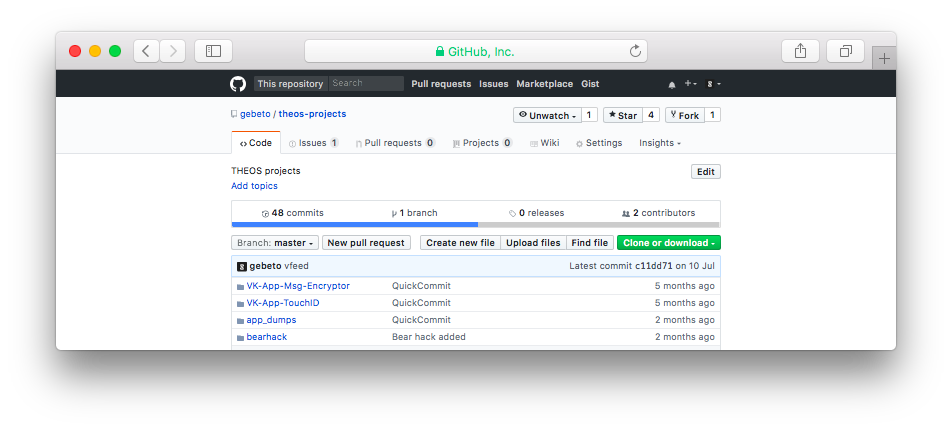 GitHub, Inc.
This repository Search Pull requests Issues Marketplace Gist
gebeto / theos-projects Unwatch 1 Star 4 Fork 1
<> Code Issues 1 Pull requests 0 Projects 0 Wiki Settings Insights
THEOS projects Edit
Add topics
48 commits 1 branch 0 releases 2 contributors
Branch: master New pull request Create new file Upload files Find file Clone or download
gebeto vfeed Latest commit c11dd71 on 10 Jul
VK-App-Msg-Encryptor QuickCommit 5 months ago
VK-App-TouchID QuickCommit 5 months ago
app_dumps QuickCommit 2 months ago
bearhack Bear hack added 2 months ago